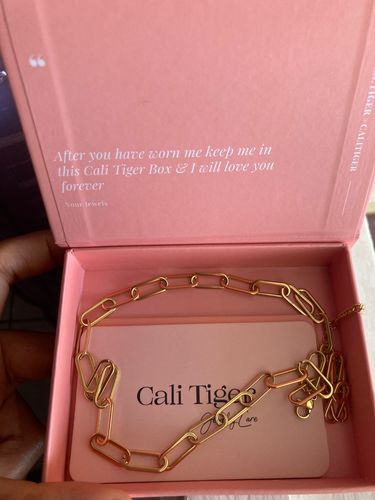 ❝
After you have worn me keep me in
this Cali Tiger Box & I will love you
forever
Your Jewels
CALITIGER
Cali Tiger